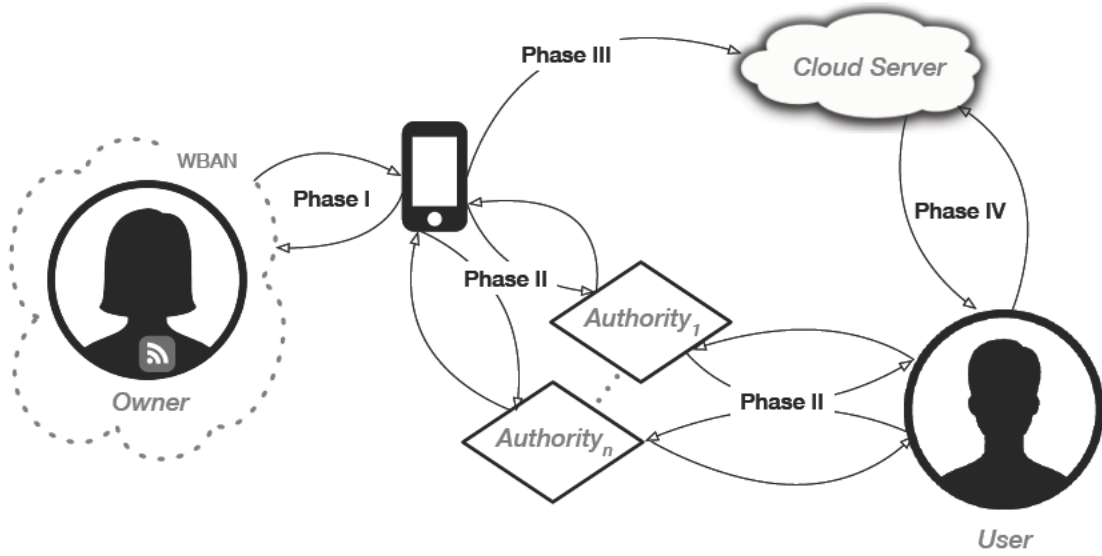 Phase III
Cloud Server
WBAN
Phase I
Phase IV
Phase II
Authority1
Owner
Phase II
Authorityn
User